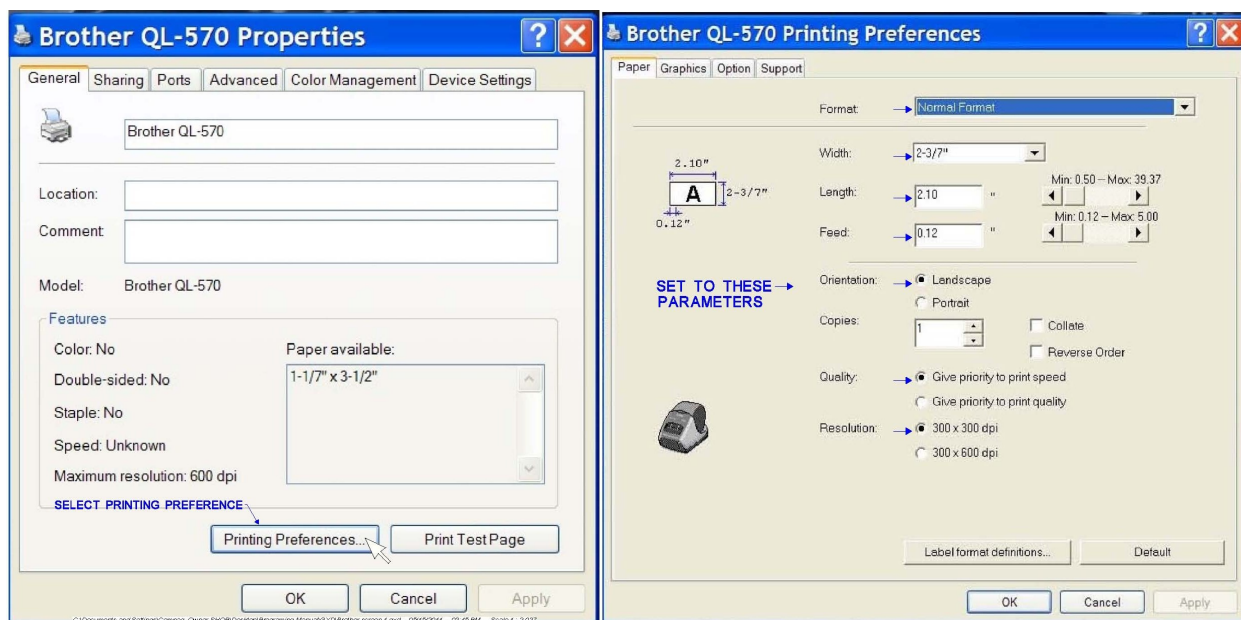 Brother QL-570 Properties
General Sharing Ports Advanced Color Management Device Settings
Brother QL-570
Location:
Comment:
Model: Brother QL-570
Features
Color: No
Paper available:
Double-sided: No
1-1/7" x 3-1/2"
Staple: No
Speed: Unknown
Maximum resolution: 600 dpi
SELECT PRINTING PREFERENCE
Printing Preferences... Print Test Page
OK Cancel Apply
Brother QL-570 Printing Preferences
Paper Graphics Option Support
Format: Normal Format
Width: 2-3/7"
2.10"
A 2-3/7"
0.12"
Min: 0.50 – Max: 39.37
Length: 2.10 "
Min: 0.12 – Max: 5.00
Feed: 0.12 "
SET TO THESE
PARAMETERS
Orientation: Landscape
Portrait
Copies: 1 Collate
Reverse Order
Quality: Give priority to print speed
Give priority to print quality
Resolution: 300 x 300 dpi
300 x 600 dpi
Label format definitions... Default
OK Cancel Apply